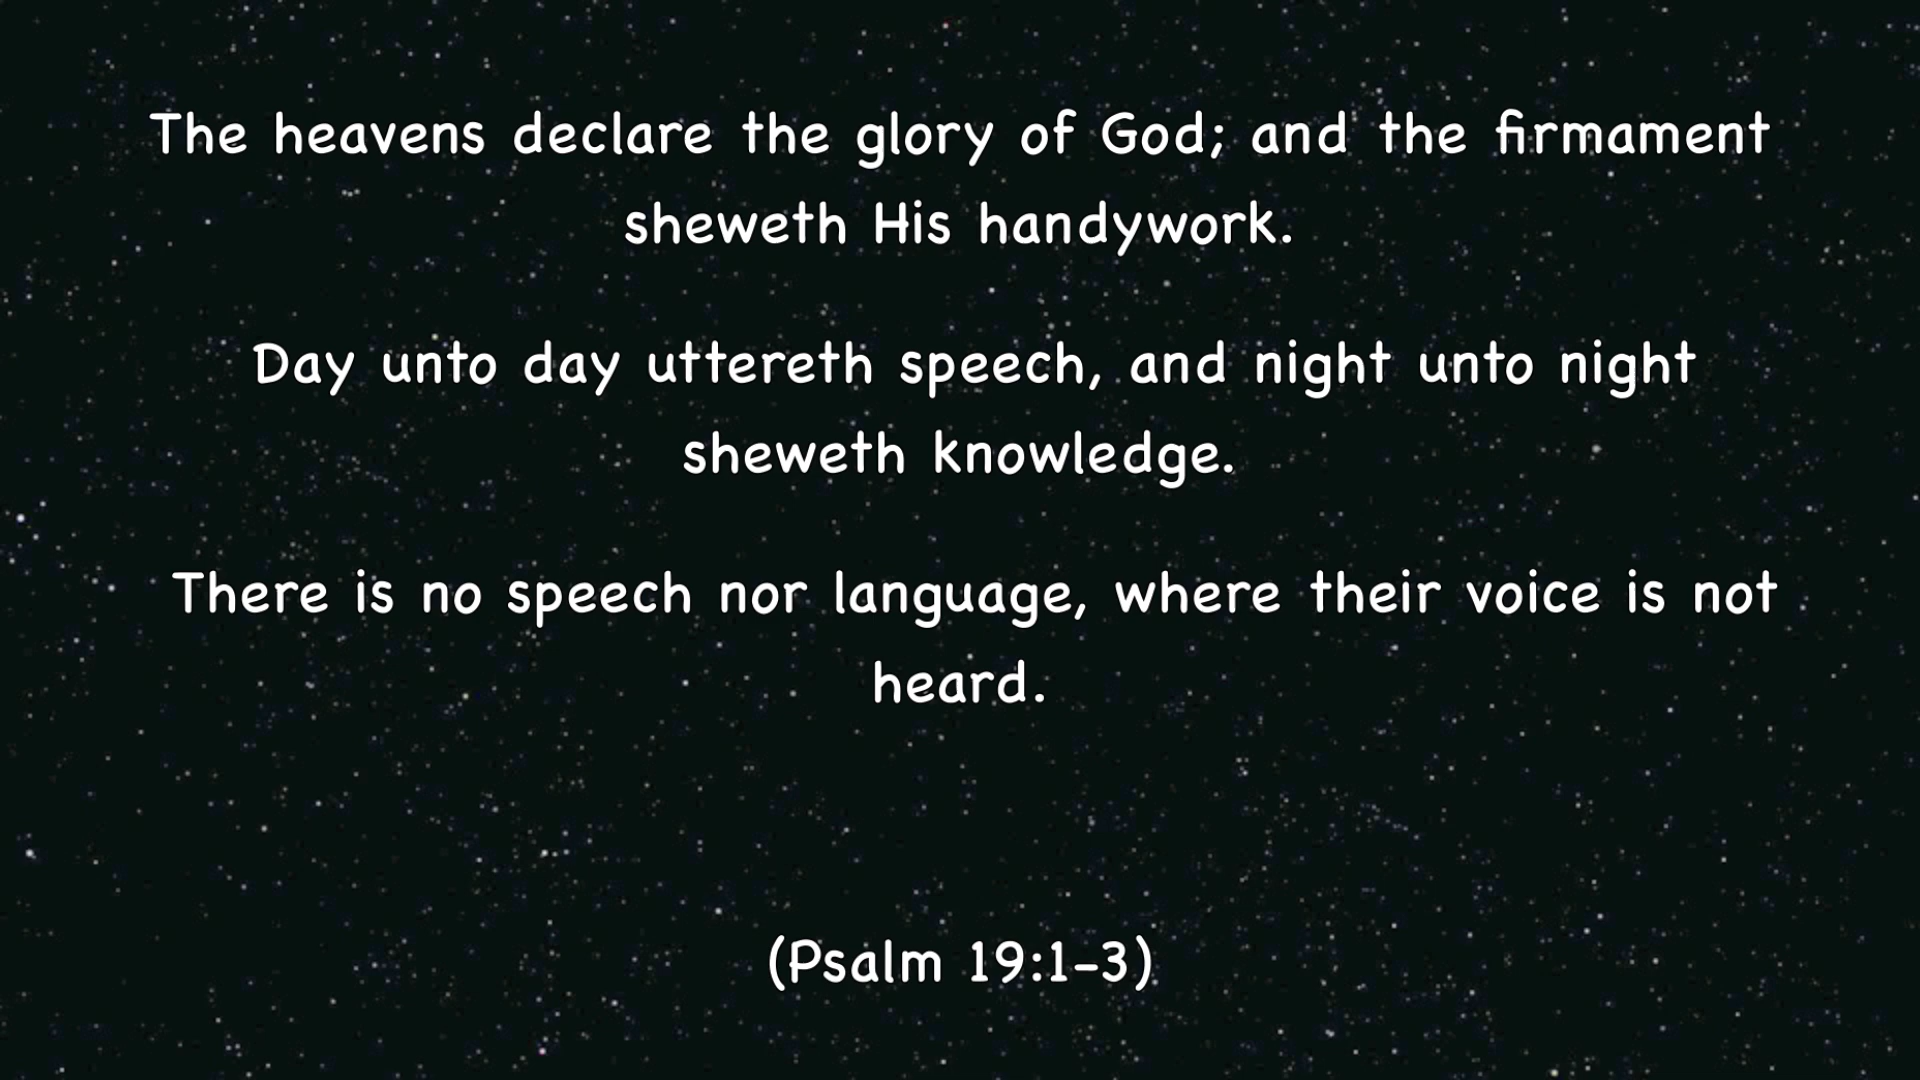 The heavens declare the glory of God; and the firmament
sheweth His handywork.
Day unto day uttereth speech, and night unto night
sheweth knowledge.
There is no speech nor language, where their voice is not
heard.
(Psalm 19:1-3)